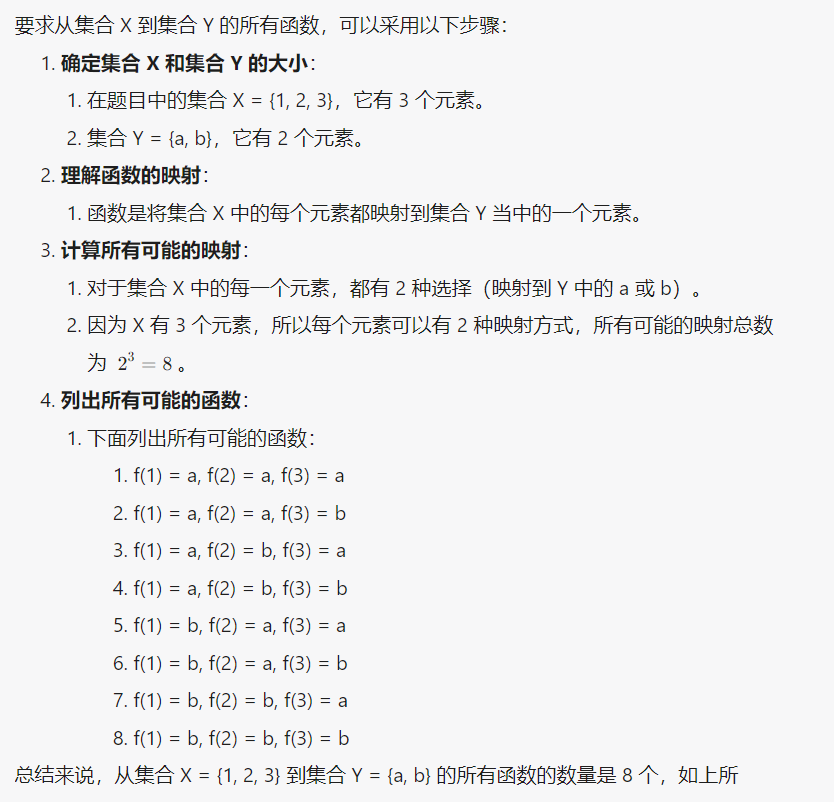 要求从集合 X 到集合 Y 的所有函数，可以采用以下步骤：
1. 确定集合 X 和集合 Y 的大小：
1. 在题目中的集合 X = {1, 2, 3}，它有 3 个元素。
2. 集合 Y = {a, b}，它有 2 个元素。
2. 理解函数的映射：
1. 函数是将集合 X 中的每个元素都映射到集合 Y 当中的一个元素。
3. 计算所有可能的映射：
1. 对于集合 X 中的每一个元素，都有 2 种选择（映射到 Y 中的 a 或 b）。
2. 因为 X 有 3 个元素，所以每个元素可以有 2 种映射方式，所有可能的映射总数
为 2³ = 8 。
4. 列出所有可能的函数：
1. 下面列出所有可能的函数：
1. f(1) = a, f(2) = a, f(3) = a
2. f(1) = a, f(2) = a, f(3) = b
3. f(1) = a, f(2) = b, f(3) = a
4. f(1) = a, f(2) = b, f(3) = b
5. f(1) = b, f(2) = a, f(3) = a
6. f(1) = b, f(2) = a, f(3) = b
7. f(1) = b, f(2) = b, f(3) = a
8. f(1) = b, f(2) = b, f(3) = b
总结来说，从集合 X = {1, 2, 3} 到集合 Y = {a, b} 的所有函数的数量是 8 个，如上所